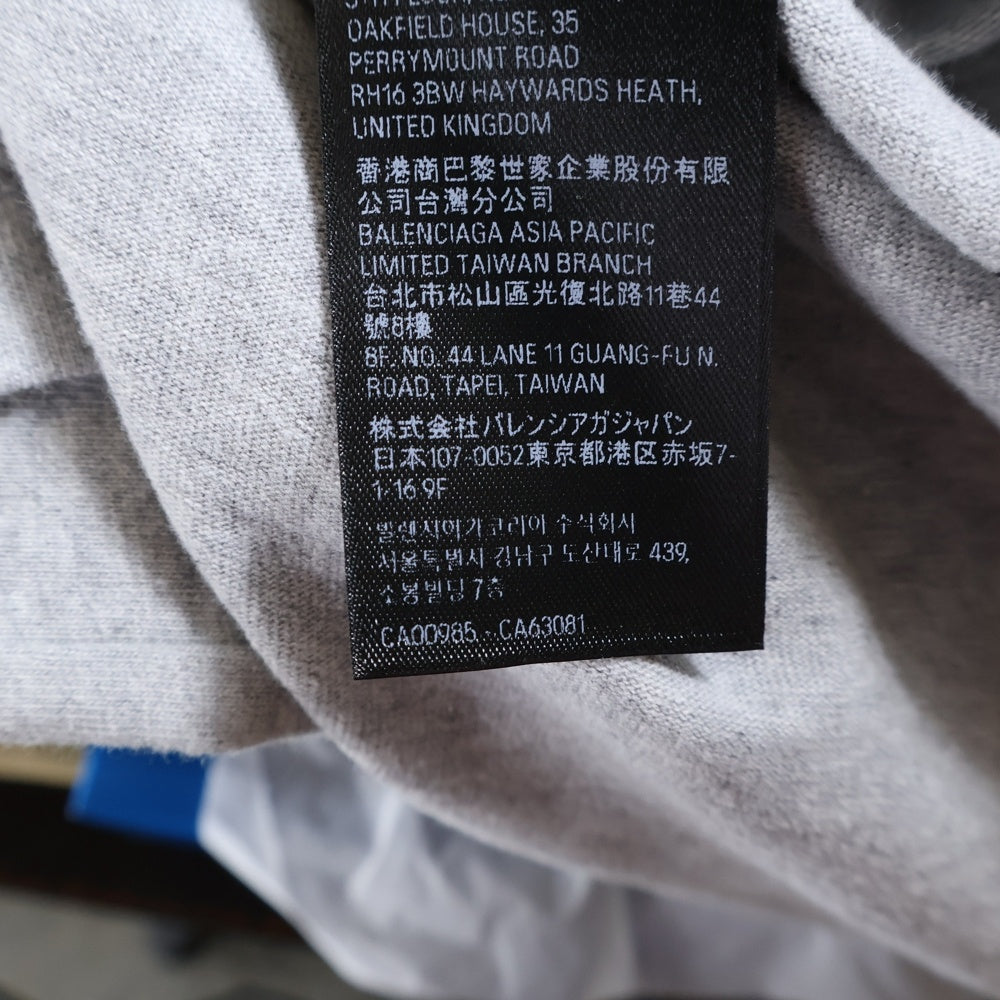 OAKFIELD HOUSE, 35
PERRYMOUNT ROAD
RH16 3BW HAYWARDS HEATH,
UNITED KINGDOM
香港商巴黎世家企業股份有限
公司台灣分公司
BALENCIAGA ASIA PACIFIC
LIMITED TAIWAN BRANCH
台北市松山區光復北路11巷44
號8樓
8F. NO. 44 LANE 11 GUANG-FU N.
ROAD, TAPEI, TAIWAN
株式会社バレンシアガジャパン
日本107-0052東京都港区赤坂7-
1-16 9F
발렌시아가코리아 주식회사
서울특별시 강남구 도산대로 439,
소봉빌딩 7층
CA00985 - CA63081